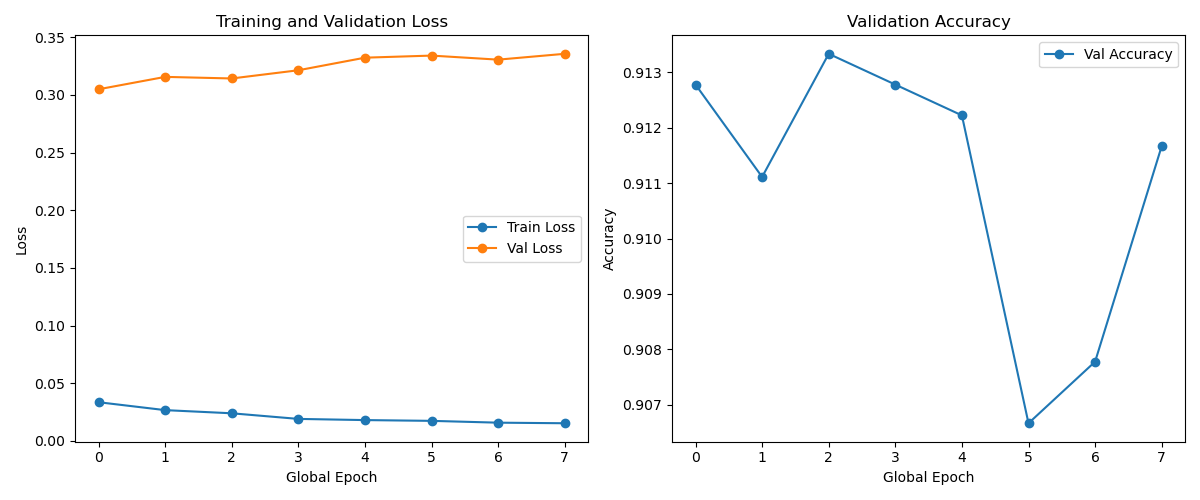 Training and Validation Loss
0.35
0.30
0.25
0.20
0.15
0.10
0.05
0.00
Loss
Train Loss
Val Loss
0 1 2 3 4 5 6 7
Global Epoch
Validation Accuracy
Val Accuracy
0.913
0.912
0.911
0.910
0.909
0.908
0.907
Accuracy
0 1 2 3 4 5 6 7
Global Epoch